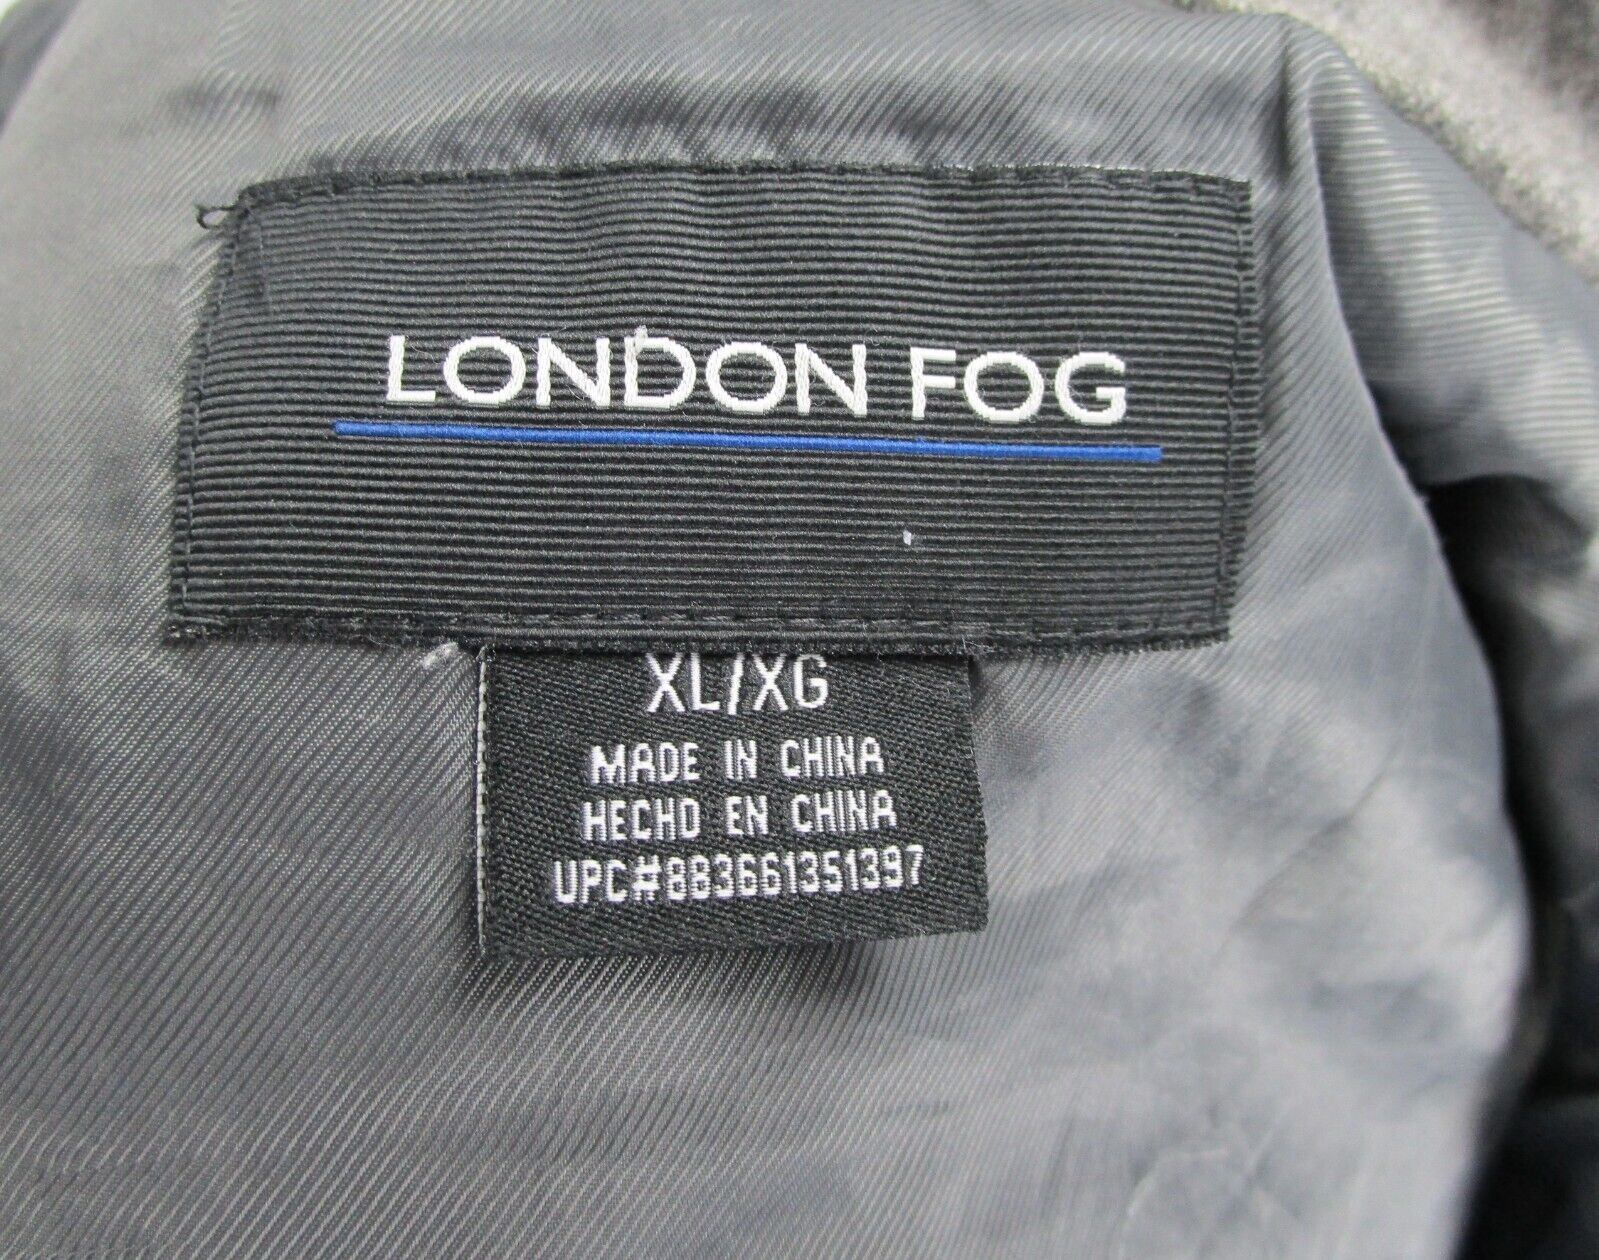 LONDON FOG
XL/XG
MADE IN CHINA
HECHO EN CHINA
UPC#883661351397